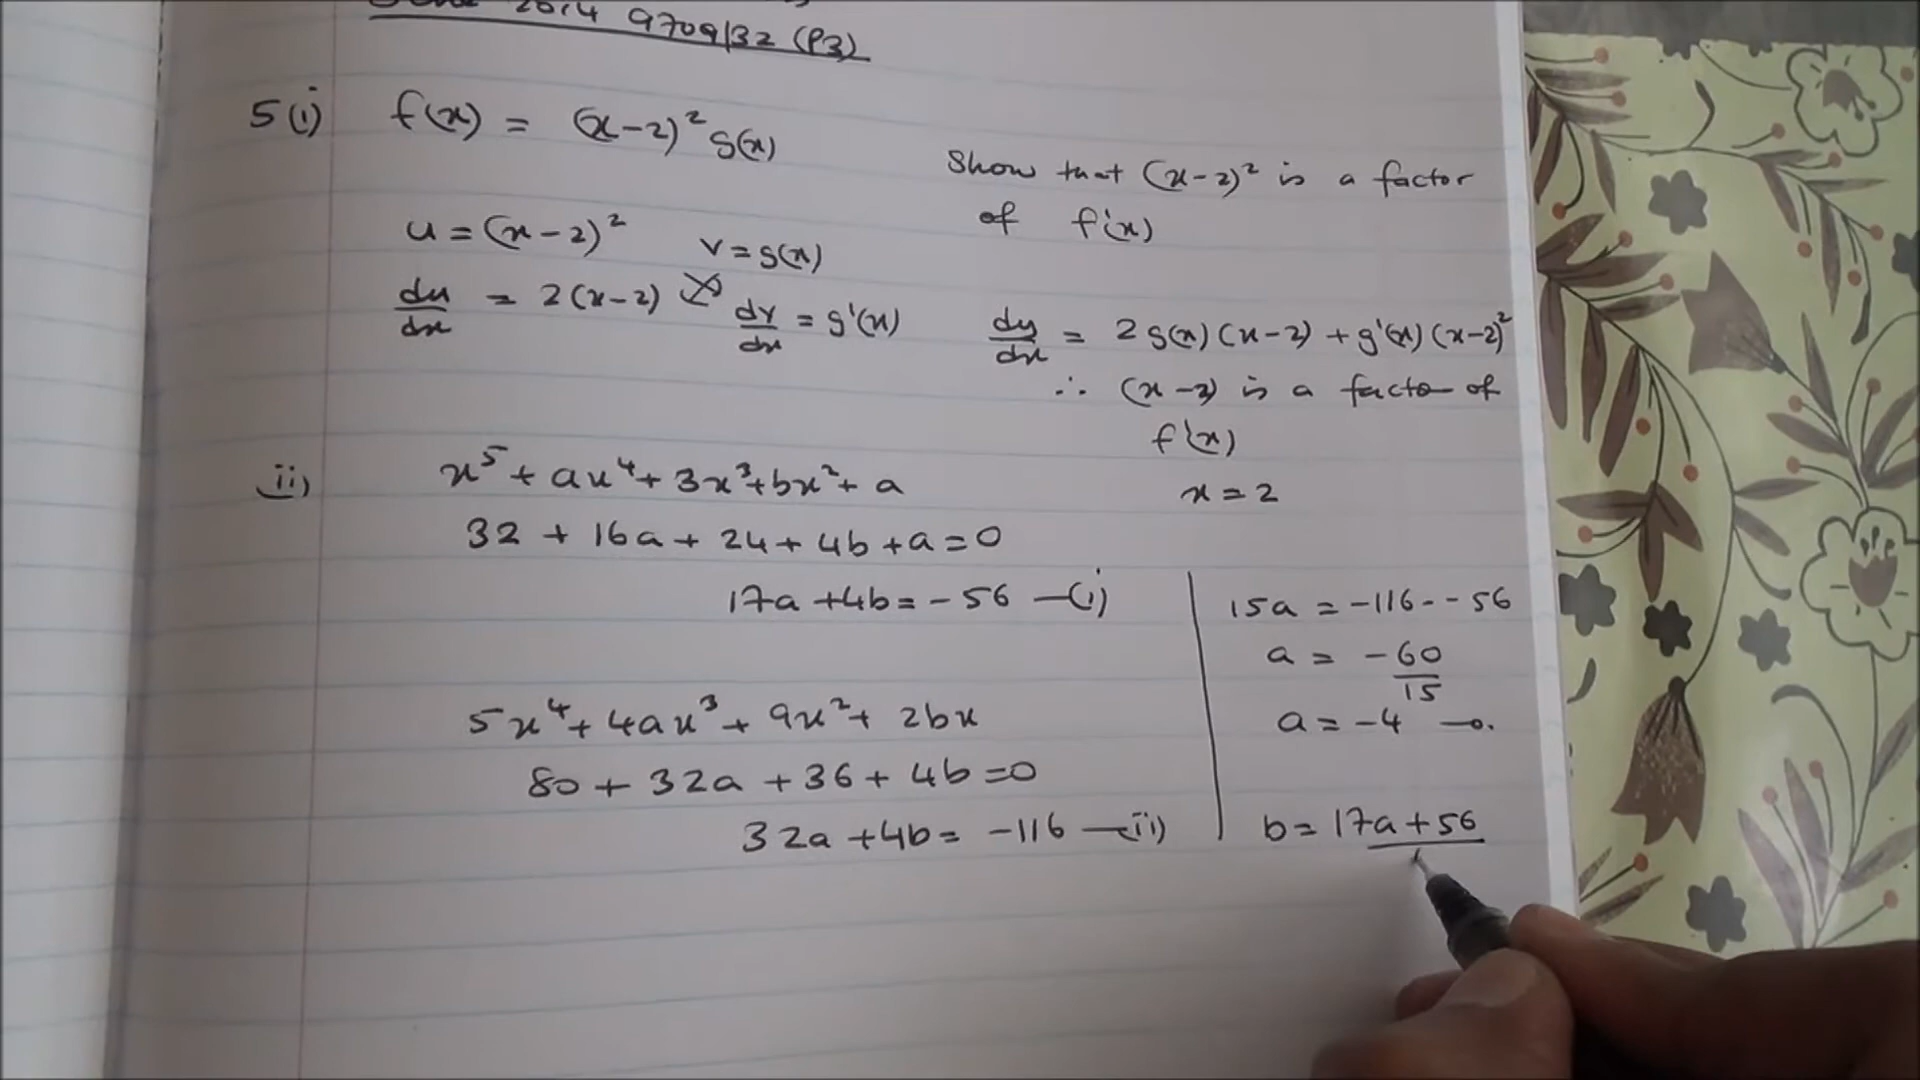 2014 9709/32 (P3)
5(i) f(x) = (x-2)² g(x)
Show that (x-2)² is a factor
of f'(x)
u = (x-2)² v = g(x)
du/dx = 2(x-2) dv/dx = g'(x)
dy/dx = 2 g(x) (x-2) + g'(x) (x-2)²
∴ (x-2) is a factor of
f'(x)
ii) x⁵ + ax⁴ + 3x³ + bx² + a
x = 2
32 + 16a + 24 + 4b + a = 0
17a + 4b = -56 —(i)
5x⁴ + 4ax³ + 9x² + 2bx
80 + 32a + 36 + 4b = 0
32a + 4b = -116 —(ii)
15a = -116 - -56
a = -60/15
a = -4
b = 17a + 56